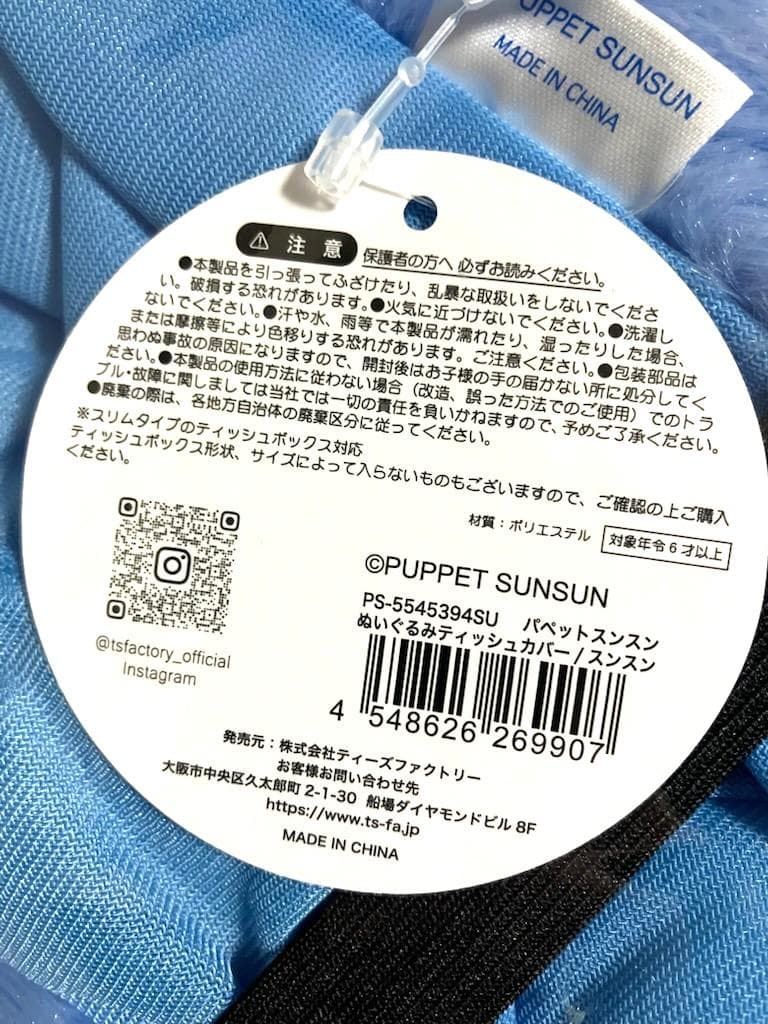 PUPPET SUNSUN
MADE IN CHINA
⚠ 注意 保護者の方へ 必ずお読みください。
●本製品を引っ張ってふざけたり、乱暴な取扱いをしないでくださ
い。破損する恐れがあります。●火気に近づけないでください。●洗濯し
ないでください。●汗や水、雨等で本製品が濡れたり、湿ったりした場合、
または摩擦等により色移りする恐れがあります。ご注意ください。●包装部品は
思わぬ事故の原因になりますので、開封後はお子様の手の届かない所に処分してく
ださい。●本製品の使用方法に従わない場合（改造、誤った方法でのご使用）でのトラ
ブル・故障に関しましては当社では一切の責任を負いかねますので、予めご了承ください。
●廃棄の際は、各地方自治体の廃棄区分に従ってください。
※スリムタイプのティッシュボックス対応
ティッシュボックス形状、サイズによって入らないものもございますので、ご確認の上ご購入
ください。
材質：ポリエステル 対象年令6才以上
©PUPPET SUNSUN
PS-5545394SU パペットスンスン
ぬいぐるみティッシュカバー/スンスン
4 548626 269907
@tsfactory_official
Instagram
発売元：株式会社ティーズファクトリー
お客様お問い合わせ先
大阪市中央区久太郎町 2-1-30 船場ダイヤモンドビル 8F
https://www.ts-fa.jp
MADE IN CHINA